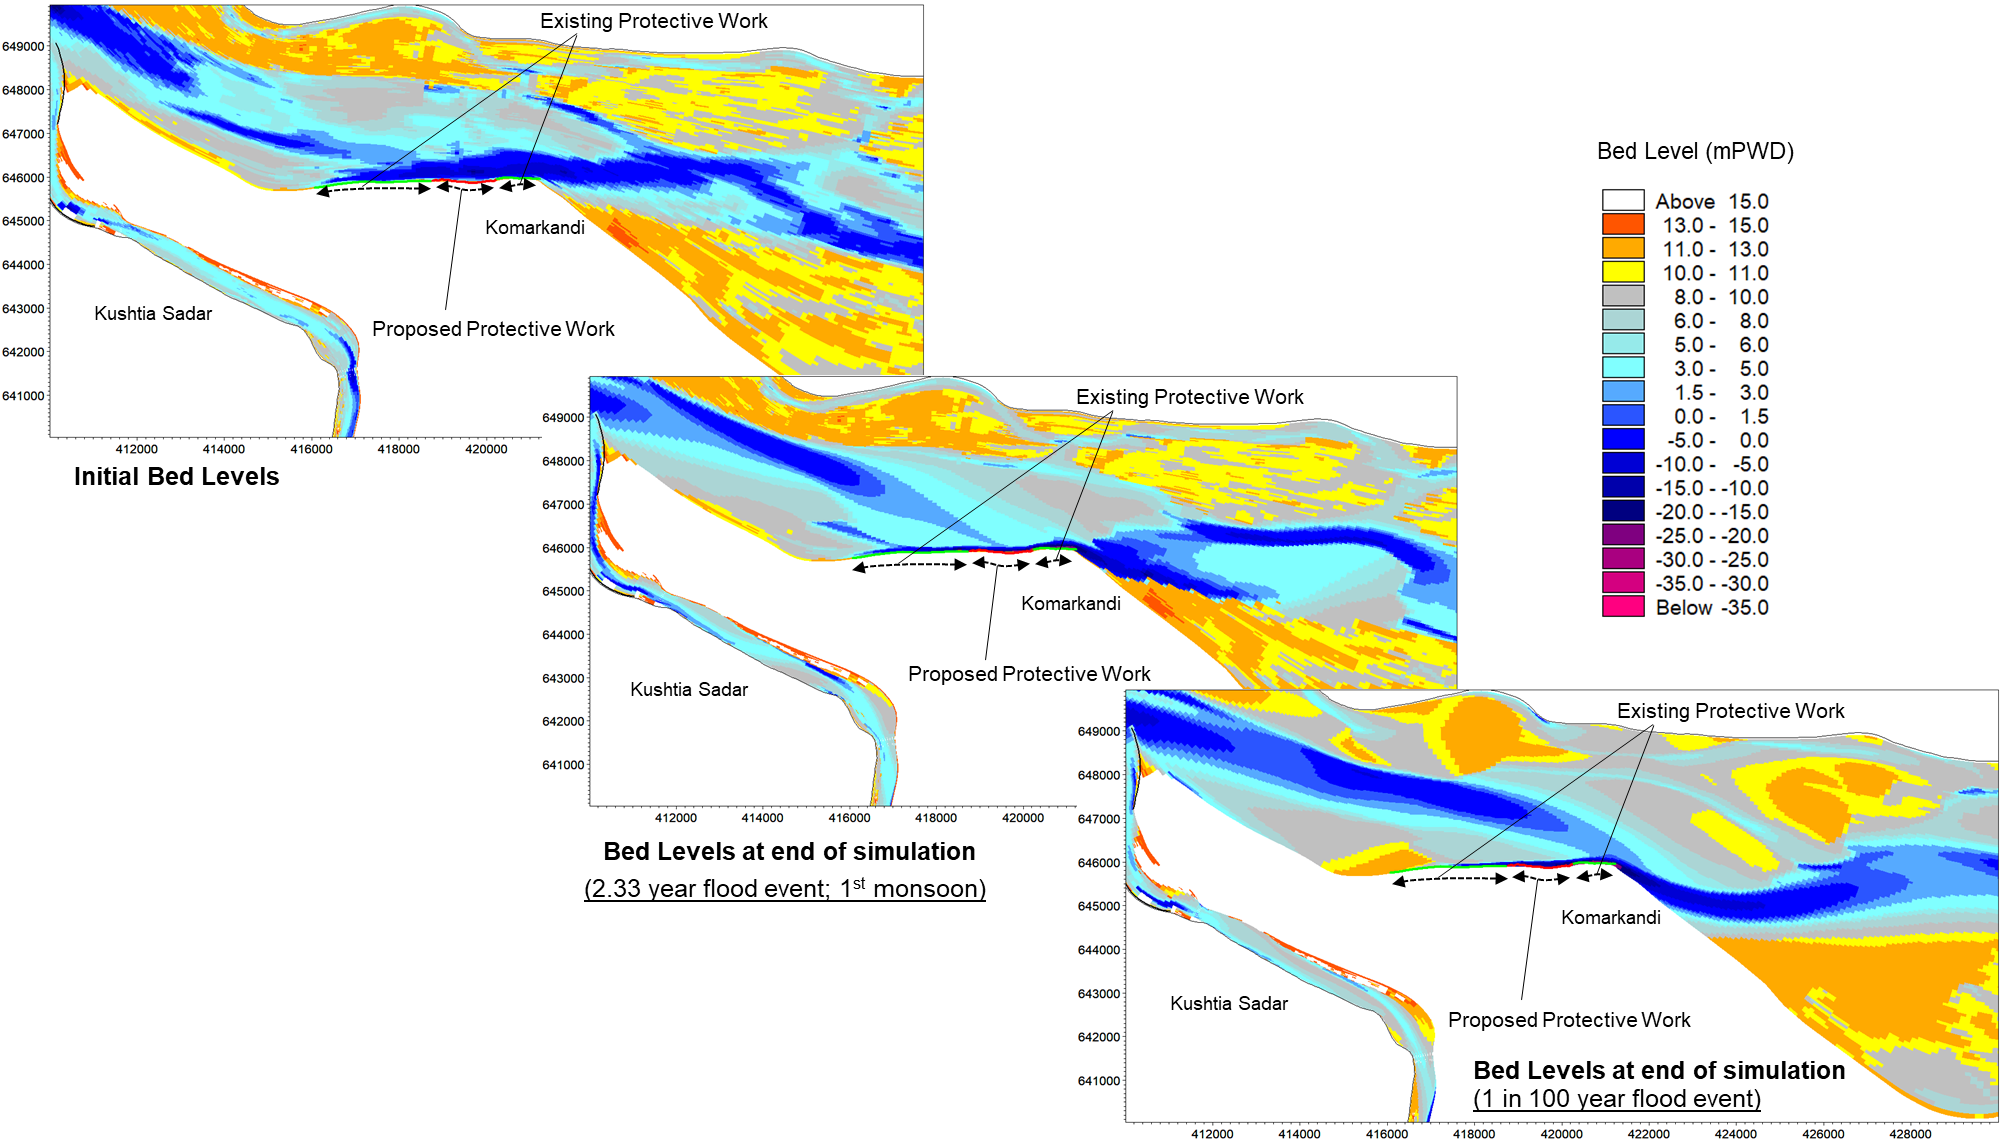 Existing Protective Work
649000
648000
647000
646000
645000
644000
643000
642000
641000
Komarkandi
Kushtia Sadar
Proposed Protective Work
412000
414000
416000
418000
420000
Initial Bed Levels
Bed Level (mPWD)
Above 15.0
13.0 - 15.0
11.0 - 13.0
10.0 - 11.0
8.0 - 10.0
6.0 - 8.0
5.0 - 6.0
3.0 - 5.0
1.5 - 3.0
0.0 - 1.5
-5.0 - 0.0
-10.0 - -5.0
-15.0 - -10.0
-20.0 - -15.0
-25.0 - -20.0
-30.0 - -25.0
-35.0 - -30.0
Below -35.0
Existing Protective Work
649000
648000
647000
646000
645000
644000
643000
642000
641000
Komarkandi
Proposed Protective Work
Kushtia Sadar
412000
414000
416000
418000
420000
Bed Levels at end of simulation
(2.33 year flood event; 1st monsoon)
Existing Protective Work
649000
648000
647000
646000
645000
644000
643000
642000
641000
Komarkandi
Kushtia Sadar
Proposed Protective Work
Bed Levels at end of simulation
(1 in 100 year flood event)
412000
414000
416000
418000
420000
422000
424000
426000
428000